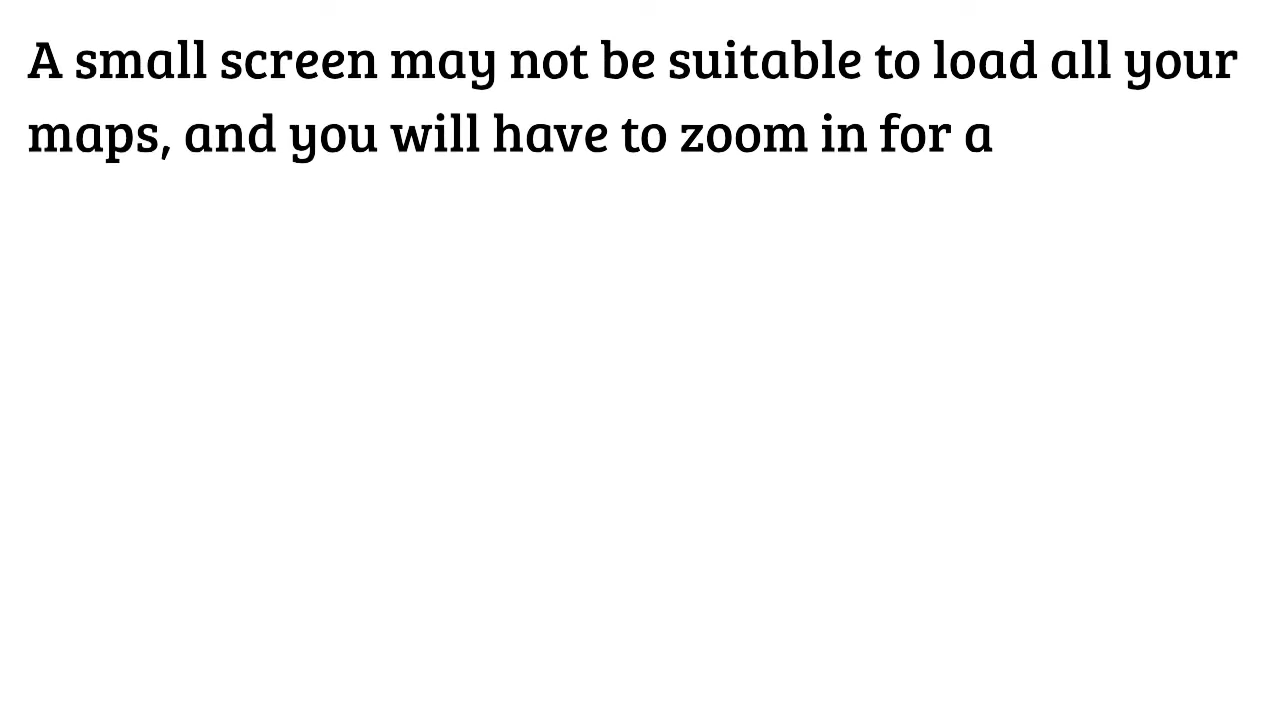 A small screen may not be suitable to load all your
maps, and you will have to zoom in for a